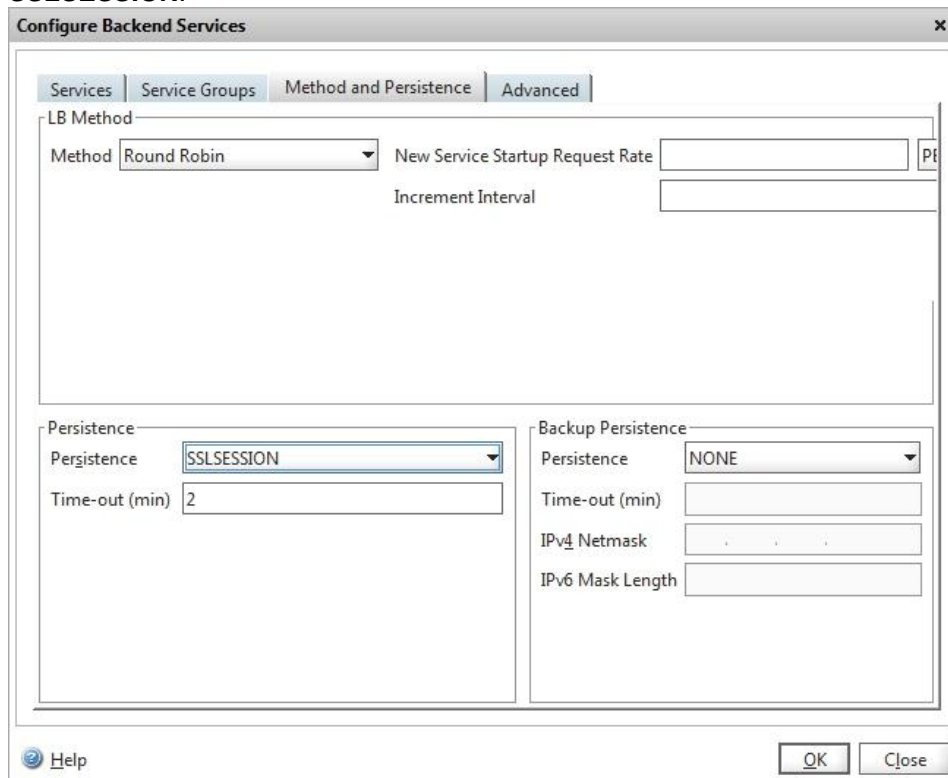 SSLSESSION.
Configure Backend Services
Services Service Groups Method and Persistence Advanced
LB Method
Method Round Robin New Service Startup Request Rate
Increment Interval
Persistence
Persistence SSLSESSION
Time-out (min) 2
Backup Persistence
Persistence NONE
Time-out (min)
IPv4 Netmask . . .
IPv6 Mask Length
Help OK Close